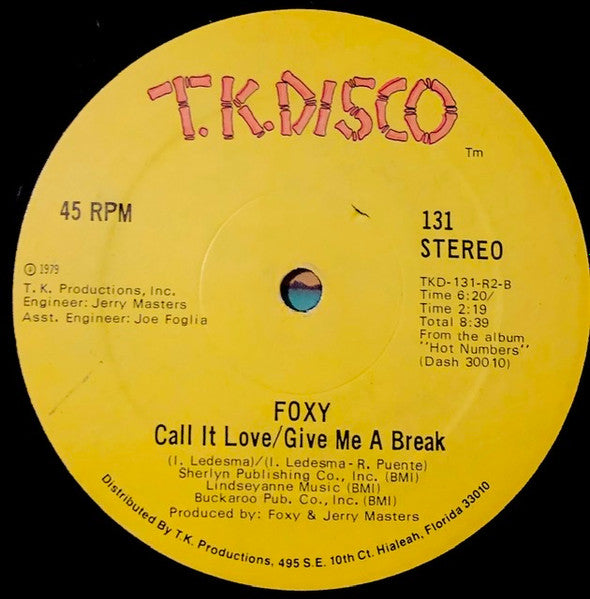 T.K.DISCO
Tm
45 RPM
131
STEREO
℗ 1979
T. K. Productions, Inc.
Engineer: Jerry Masters
Asst. Engineer: Joe Foglia
TKD-131-R2-B
Time 6:20/
Time 2:19
Total 8:39
From the album
"Hot Numbers"
(Dash 30010)
FOXY
Call It Love/Give Me A Break
(I. Ledesma)/(I. Ledesma-R. Puente)
Sherlyn Publishing Co., Inc. (BMI)
Lindseyanne Music (BMI)
Buckaroo Pub. Co., Inc. (BMI)
Produced by: Foxy & Jerry Masters
Distributed By T.K. Productions, 495 S.E. 10th Ct. Hialeah, Florida 33010